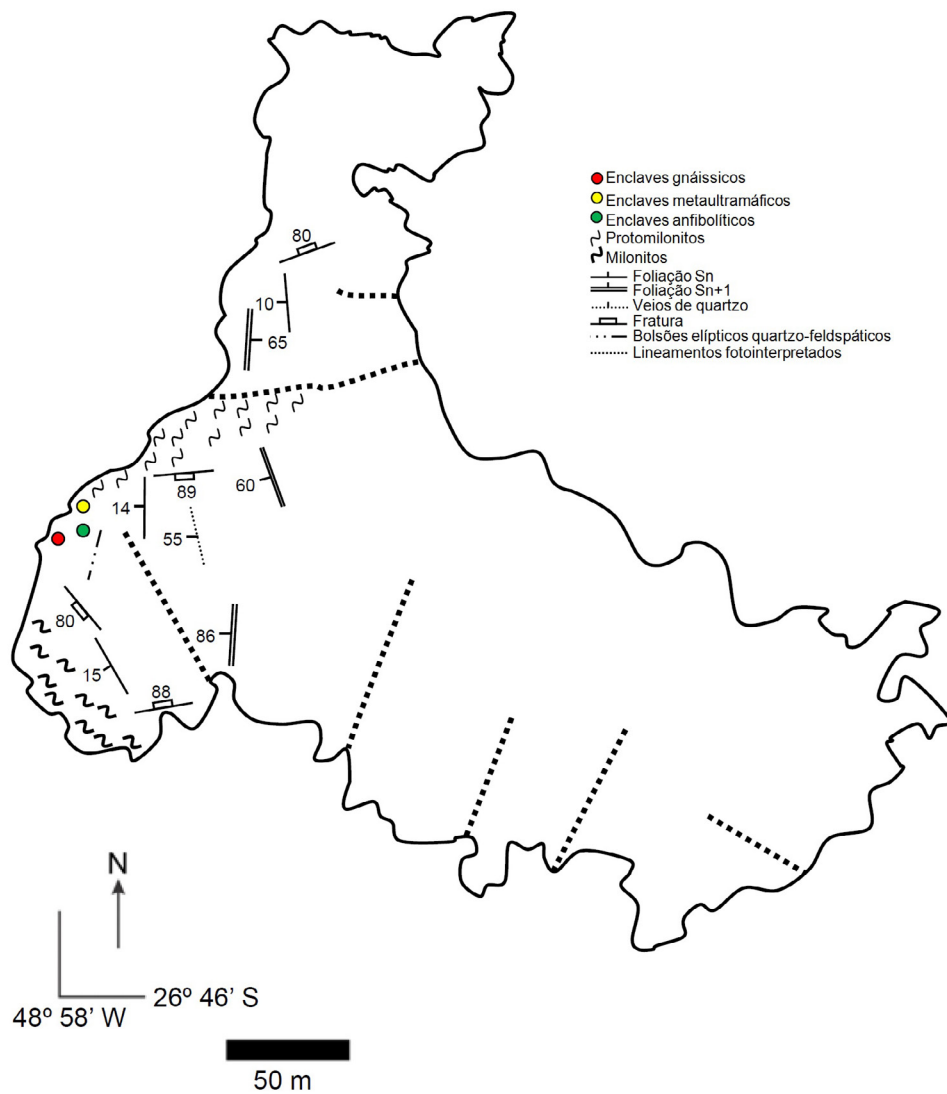 Enclaves gnáissicos
Enclaves metaultramáficos
Enclaves anfibolíticos
Protomilonitos
Milonitos
Foliação Sn
Foliação Sn+1
Veios de quartzo
Fratura
Bolsões elípticos quartzo-feldspáticos
Lineamentos fotointerpretados
80
10
65
60
89
14
55
80
86
15
88
N
26º 46' S
48º 58' W
50 m